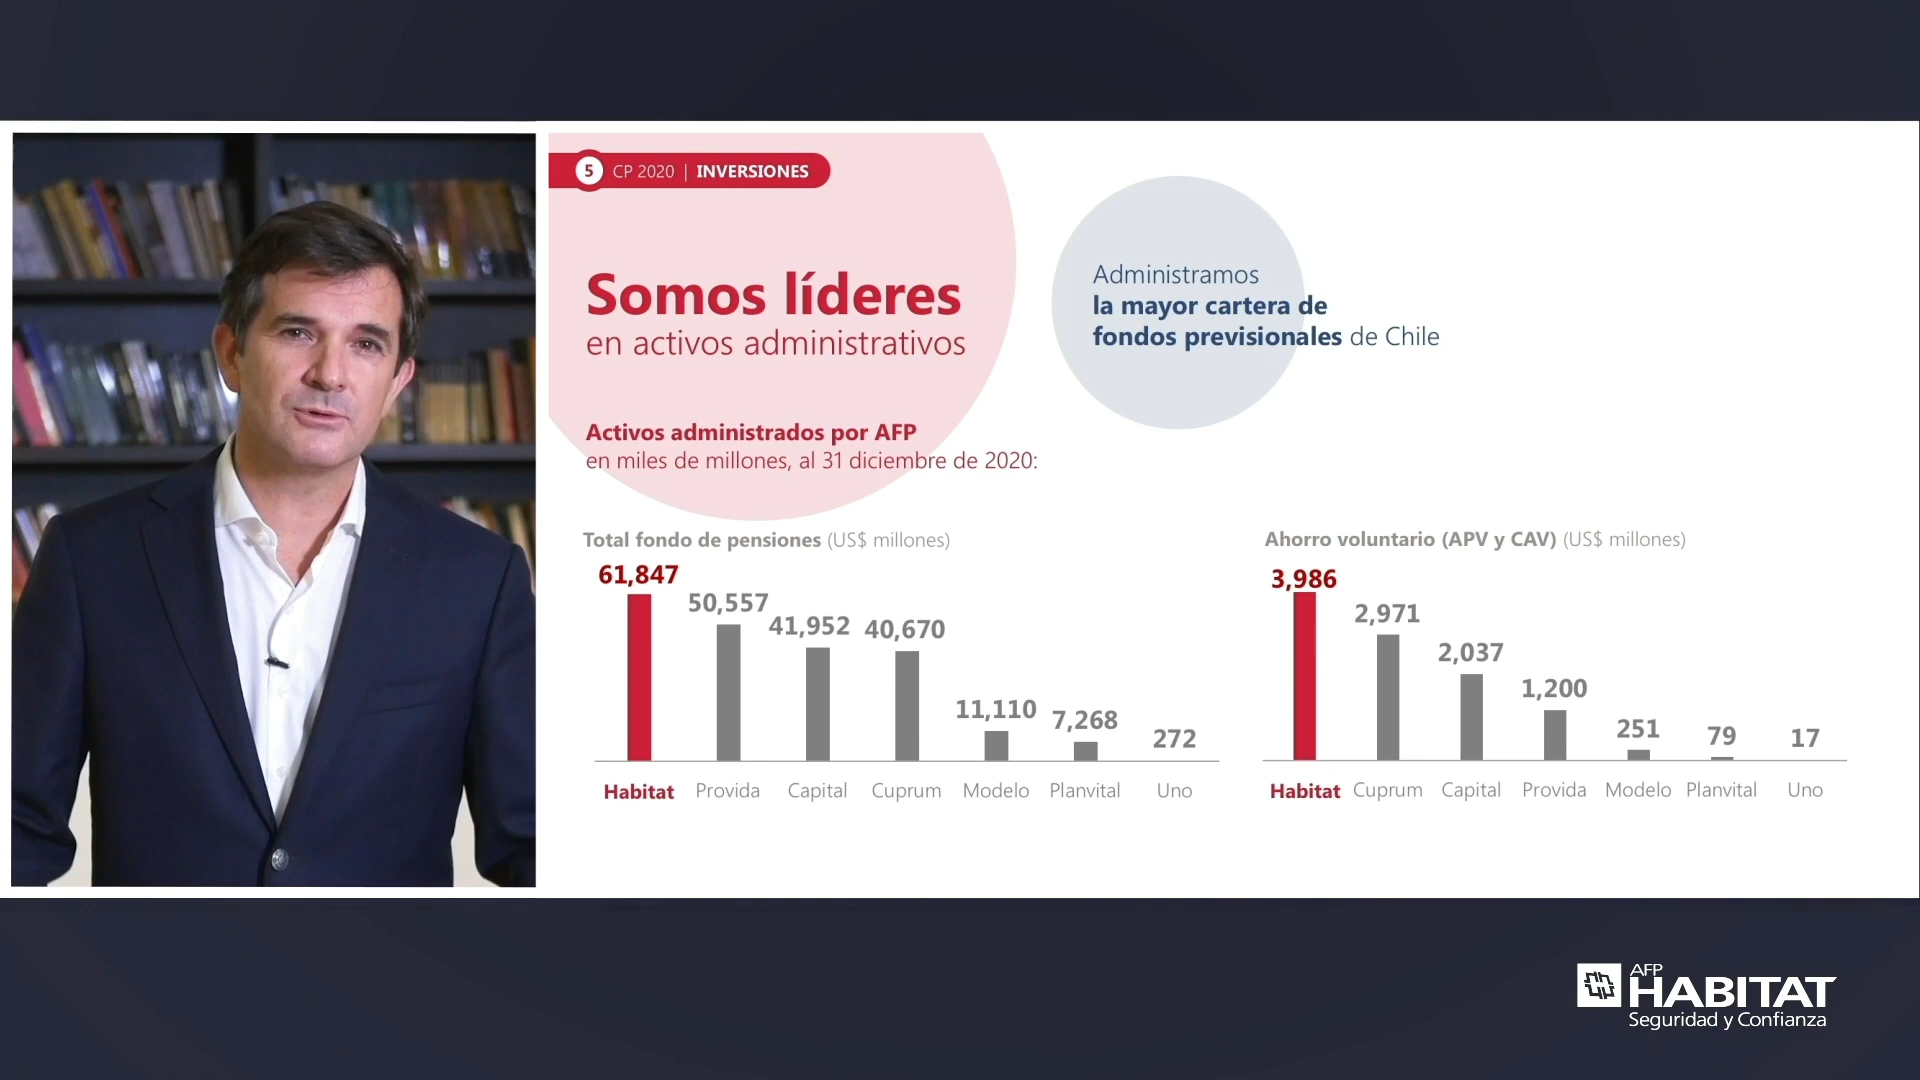 5 CP 2020 | INVERSIONES
Somos líderes
en activos administrativos
Administramos
la mayor cartera de
fondos previsionales de Chile
Activos administrados por AFP
en miles de millones, al 31 diciembre de 2020:
Total fondo de pensiones (US$ millones)
61,847 50,557 41,952 40,670 11,110 7,268 272
Habitat Provida Capital Cuprum Modelo Planvital Uno
Ahorro voluntario (APV y CAV) (US$ millones)
3,986 2,971 2,037 1,200 251 79 17
Habitat Cuprum Capital Provida Modelo Planvital Uno
AFP
HABITAT
Seguridad y Confianza